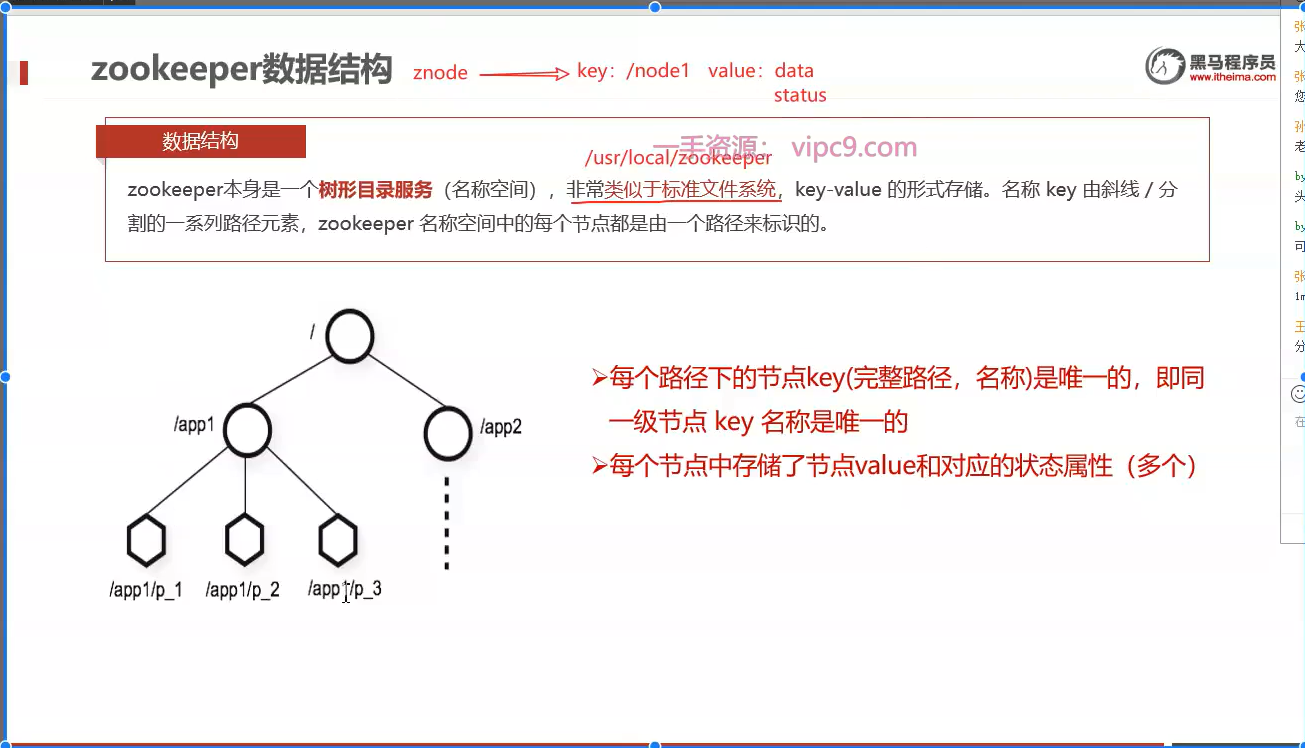 zookeeper数据结构
znode
key：/node1 value：data
status
黑马程序员
www.itheima.com
数据结构
一手资源： vipc9.com
/usr/local/zookeeper
zookeeper本身是一个树形目录服务（名称空间），非常类似于标准文件系统，key-value 的形式存储。名称 key 由斜线 / 分
割的一系列路径元素，zookeeper 名称空间中的每个节点都是由一个路径来标识的。
/
/app1
/app2
/app1/p_1
/app1/p_2
/app1/p_3
➢每个路径下的节点key(完整路径，名称)是唯一的，即同
一级节点 key 名称是唯一的
➢每个节点中存储了节点value和对应的状态属性（多个）
张
大
张
您
孙
老
by
头
by
可
张
王
分
在